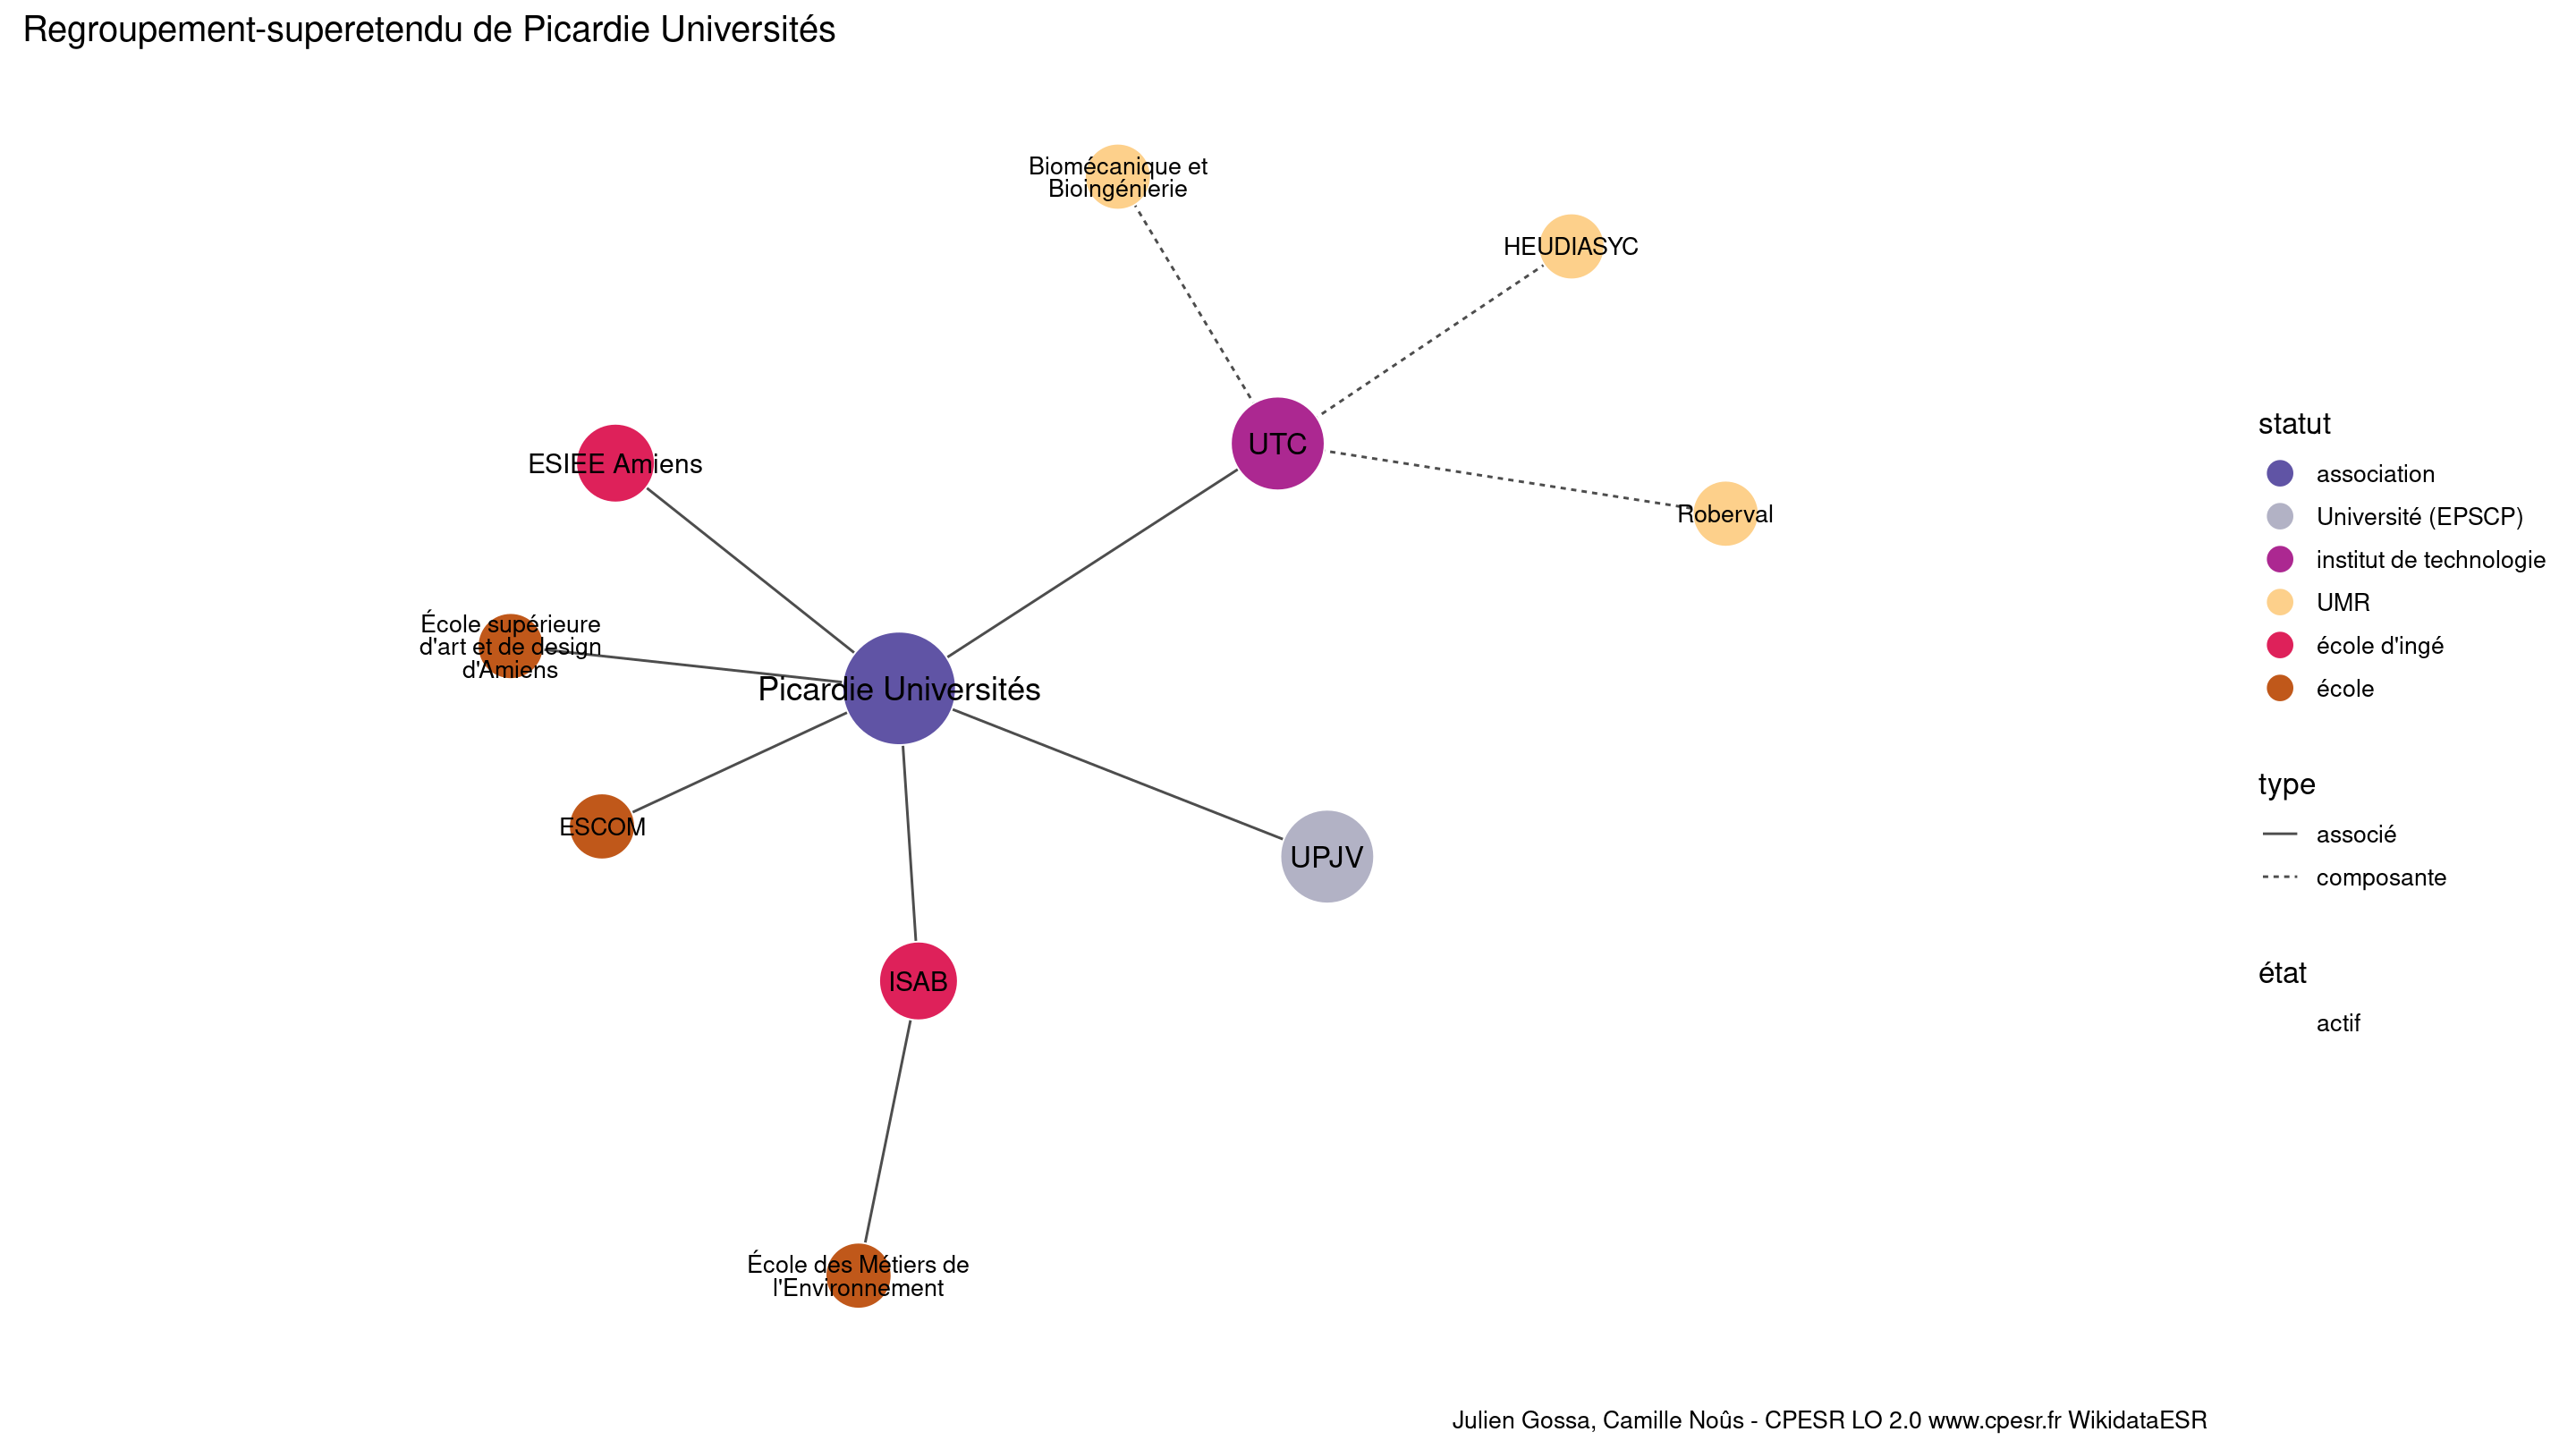 Regroupement-superetendu de Picardie Universités
Biomécanique et
Bioingénierie
HEUDIASYC
UTC
ESIEE Amiens
Roberval
École supérieure
d'art et de design
d'Amiens
Picardie Universités
ESCOM
UPJV
ISAB
École des Métiers de
l'Environnement
statut
association
Université (EPSCP)
institut de technologie
UMR
école d'ingé
école
type
associé
composante
état
actif
Julien Gossa, Camille Noûs - CPESR LO 2.0 www.cpesr.fr WikidataESR